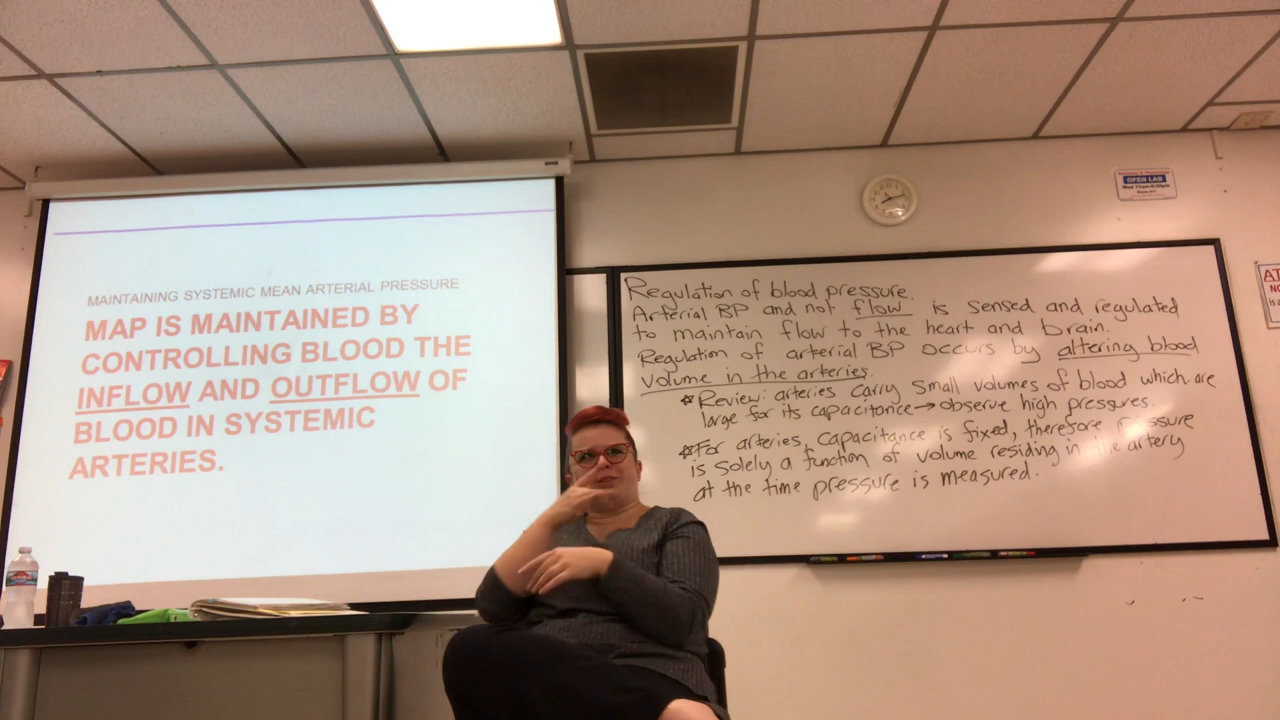 MAINTAINING SYSTEMIC MEAN ARTERIAL PRESSURE
MAP IS MAINTAINED BY
CONTROLLING BLOOD THE
INFLOW AND OUTFLOW OF
BLOOD IN SYSTEMIC
ARTERIES.
Regulation of blood pressure.
Arterial BP and not flow is sensed and regulated
to maintain flow to the heart and brain.
Regulation of arterial BP occurs by altering blood
volume in the arteries.
Review: arteries carry small volumes of blood which are
large for its capacitance → observe high pressures.
For arteries, capacitance is fixed, therefore pressure
is solely a function of volume residing in the artery
at the time pressure is measured.
OPEN LAB